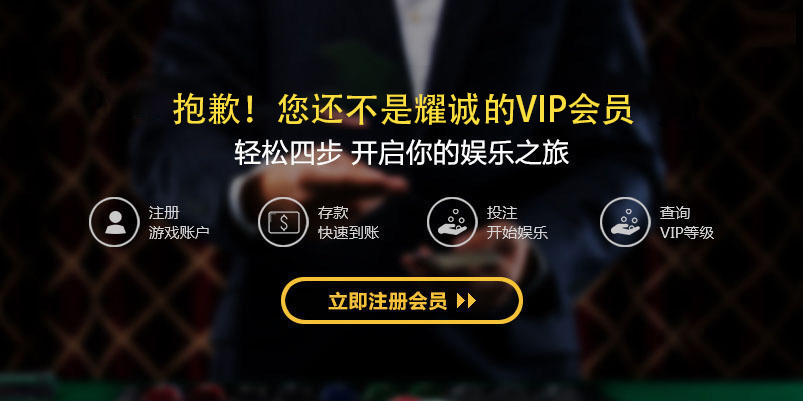 抱歉！您还不是耀诚的VIP会员
轻松四步 开启你的娱乐之旅
注册
游戏账户
存款
快速到账
投注
开始娱乐
查询
VIP等级
$
立即注册会员